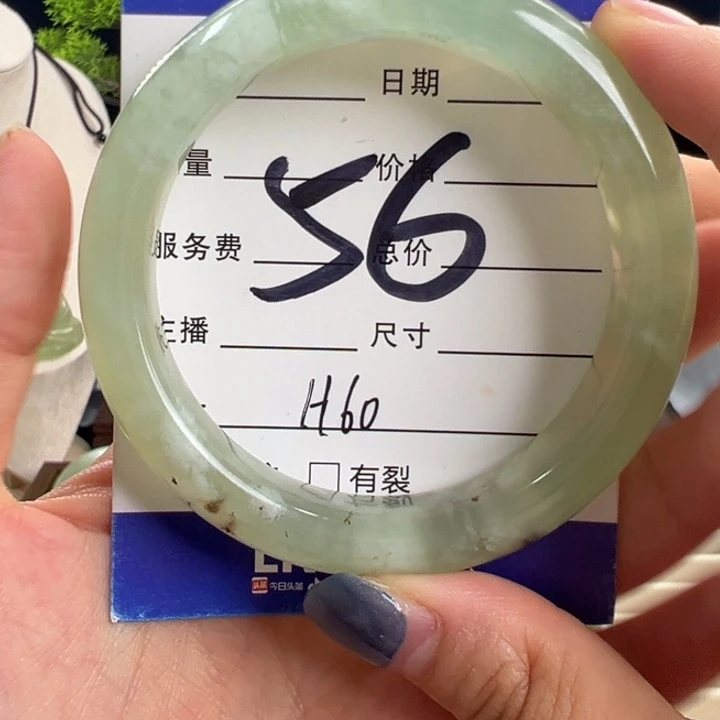 日期
量 价格
56
服务费 总价
主播 尺寸
H60
□有裂
今日头条